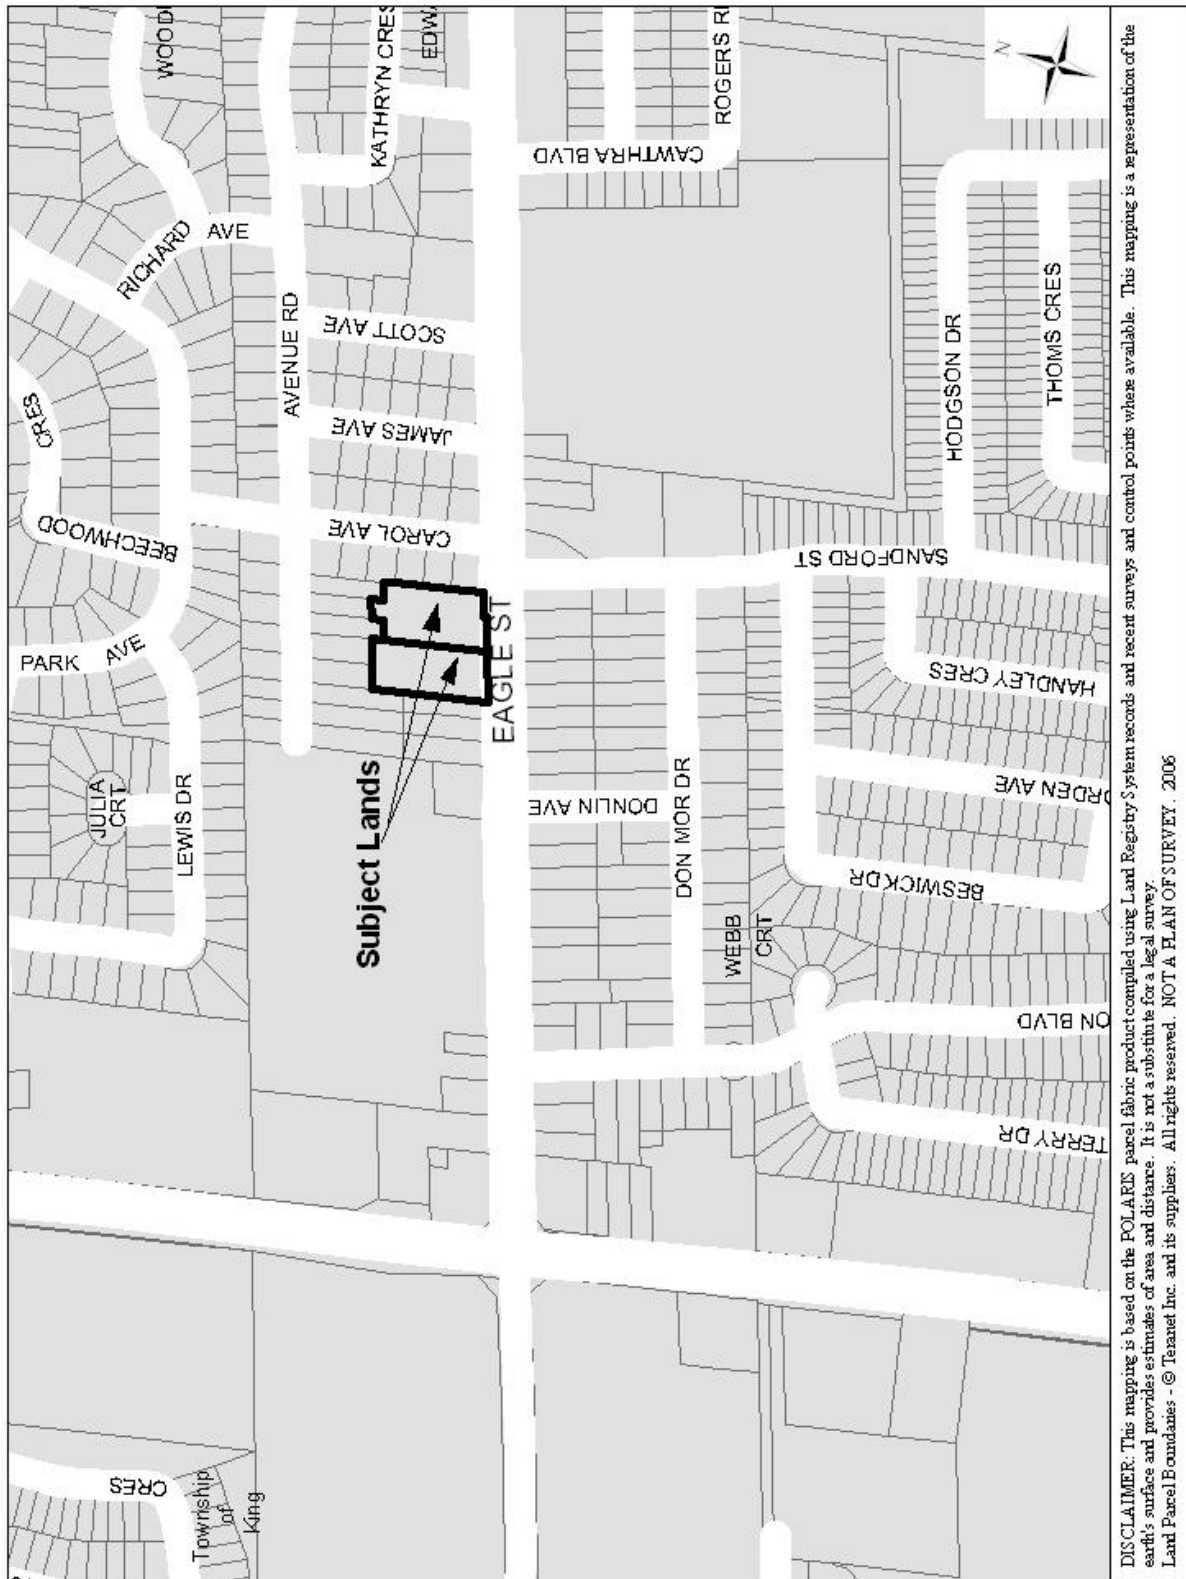 Township
of
King
CRES
LEWIS DR
JULIA
CRT
PARK AVE
BEECHWOOD
CRES
RICHARD AVE
WOOD
AVENUE RD
KATHRYN CRES
EDWA
CAROL AVE
JAMES AVE
SCOTT AVE
Subject Lands
EAGLE ST
CAWTHRA BLVD
ROGERS
DONLIN AVE
DON MOR DR
WEBB
CRT
SANDFORD ST
HODGSON DR
THOMS CRES
HANDLEY CRES
ORDEN AVE
BESWICK DR
ON BLVD
TERRY DR
N
DISCLAIMER: This mapping is based on the POLARIS parcel fabric product compiled using Land Registry System records and recent surveys and control points where available. This mapping is a representation of the
earth's surface and provides estimates of area and distance. It is not a substitute for a legal survey.
Land Parcel Boundaries - © Teranet Inc. and its suppliers. All rights reserved. NOT A PLAN OF SURVEY. 2006